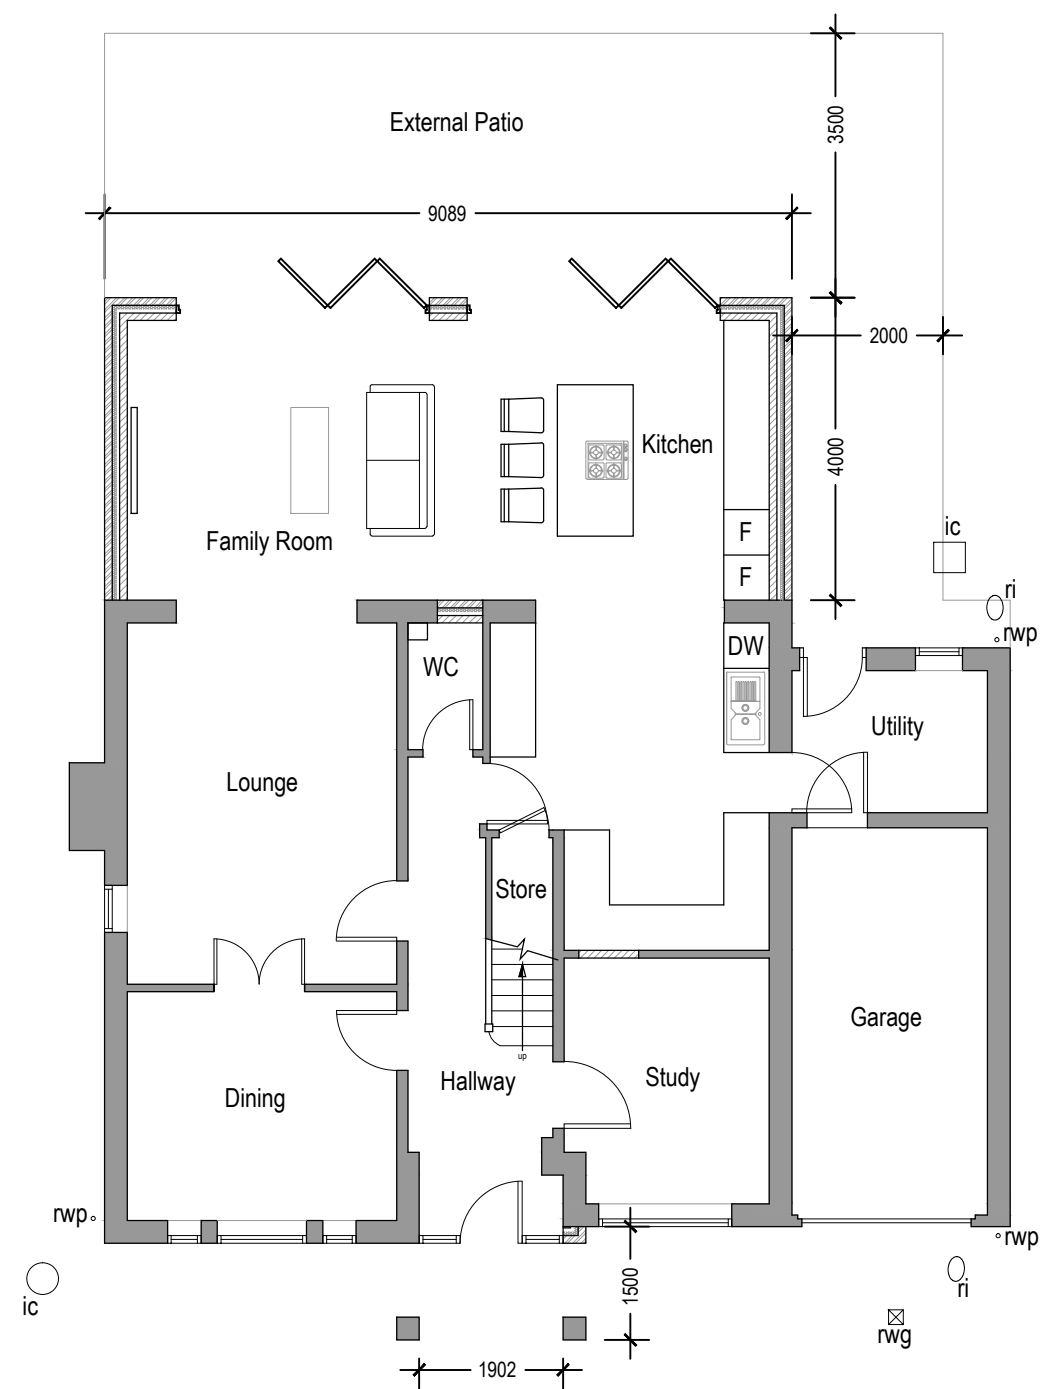 External Patio
3500
9089
2000
Kitchen
4000
Family Room
F
ic
F
ri
rwp
DW
WC
Utility
Lounge
Store
Garage
up
Hallway
Study
Dining
rwp
rwp
ic
1500
ri
rwg
1902